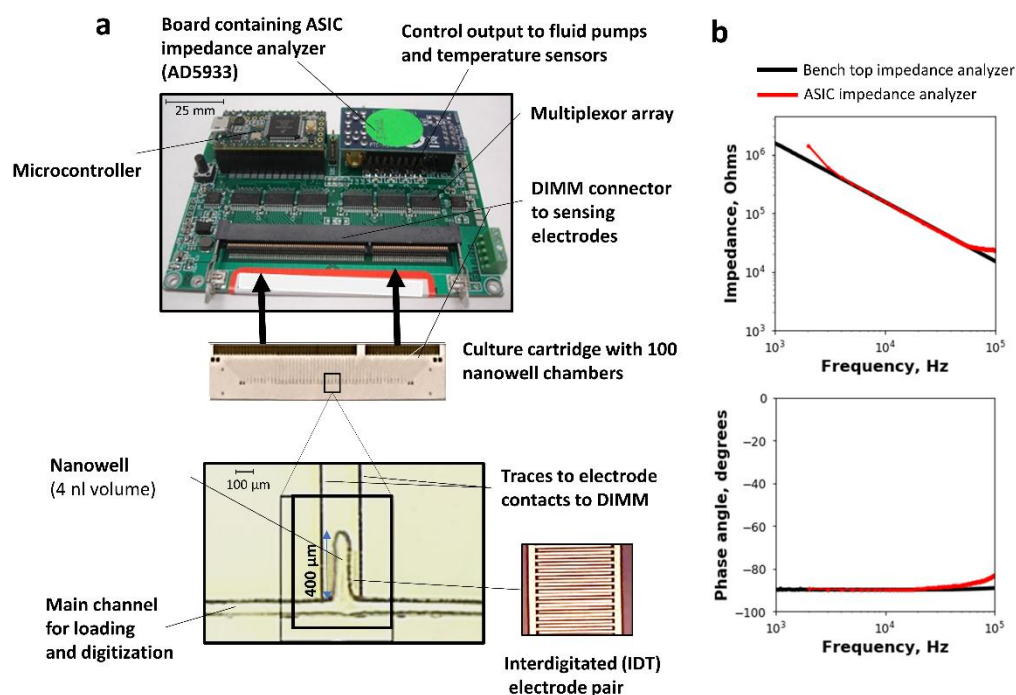 a
Board containing ASIC
impedance analyzer
(AD5933)
Control output to fluid pumps
and temperature sensors
25 mm
Multiplexor array
Microcontroller
DIMM connector
to sensing
electrodes
Culture cartridge with 100
nanowell chambers
Nanowell
(4 nl volume)
100 µm
Traces to electrode
contacts to DIMM
400 µm
Main channel
for loading
and digitization
Interdigitated (IDT)
electrode pair
b
Bench top impedance analyzer
ASIC impedance analyzer
Impedance, Ohms
10⁶
10⁵
10⁴
10³
10³ 10⁴ 10⁵
Frequency, Hz
Phase angle, degrees
0
−20
−40
−60
−80
−100
10³ 10⁴ 10⁵
Frequency, Hz